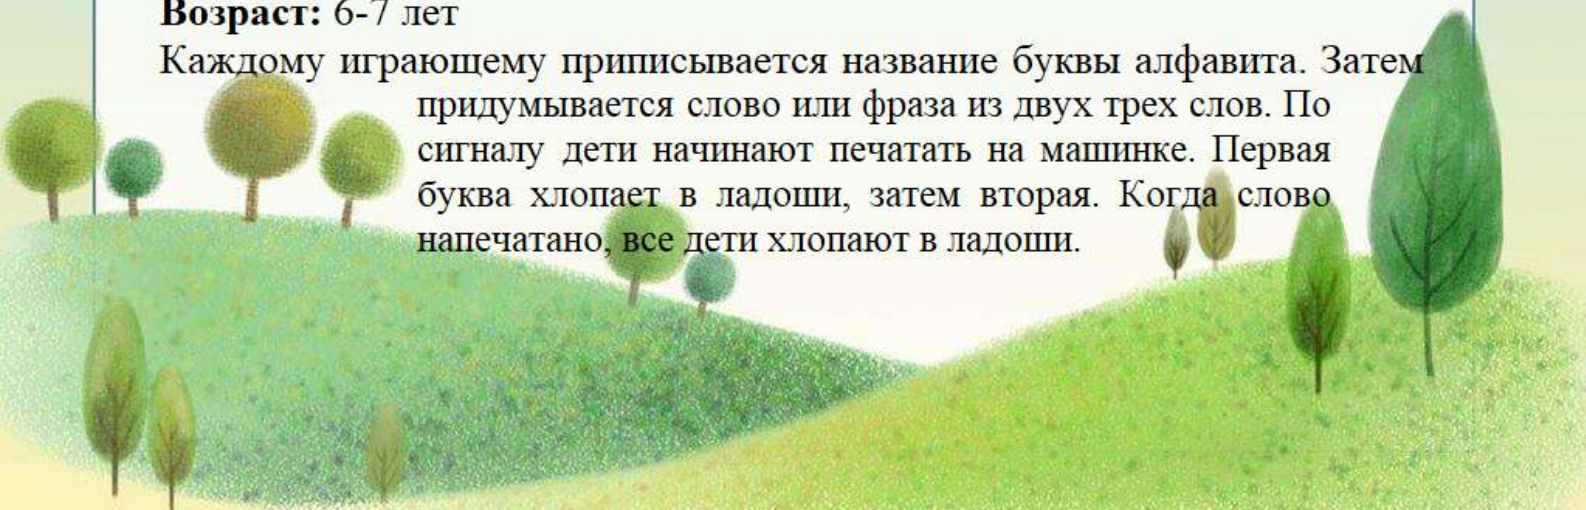 Возраст: 6-7 лет
Каждому играющему приписывается название буквы алфавита. Затем
придумывается слово или фраза из двух трех слов. По
сигналу дети начинают печатать на машинке. Первая
буква хлопает в ладоши, затем вторая. Когда слово
напечатано, все дети хлопают в ладоши.